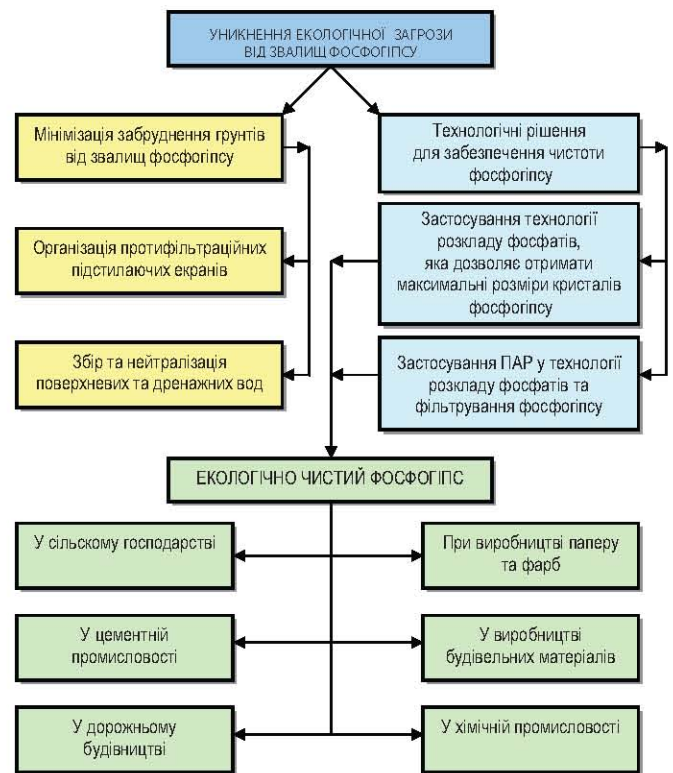 УНИКНЕННЯ ЕКОЛОГІЧНОЇ ЗАГРОЗИ
ВІД ЗВАЛИЩ ФОСФОГІПСУ
Мінімізація забруднення грунтів
від звалищ фосфогіпсу
Технологічні рішення
для забезпечення чистоти
фосфогіпсу
Організація протифільтраційних
підстилаючих екранів
Застосування технології
розкладу фосфатів,
яка дозволяє отримати
максимальні розміри кристалів
фосфогіпсу
Збір та нейтралізація
поверхневих та дренажних вод
Застосування ПАР у технології
розкладу фосфатів та
фільтрування фосфогіпсу
ЕКОЛОГІЧНО ЧИСТИЙ ФОСФОГІПС
У сільському господарстві
При виробництві паперу
та фарб
У цементній
промисловості
У виробництві
будівельних матеріалів
У дорожньому
будівництві
У хімічній промисловості